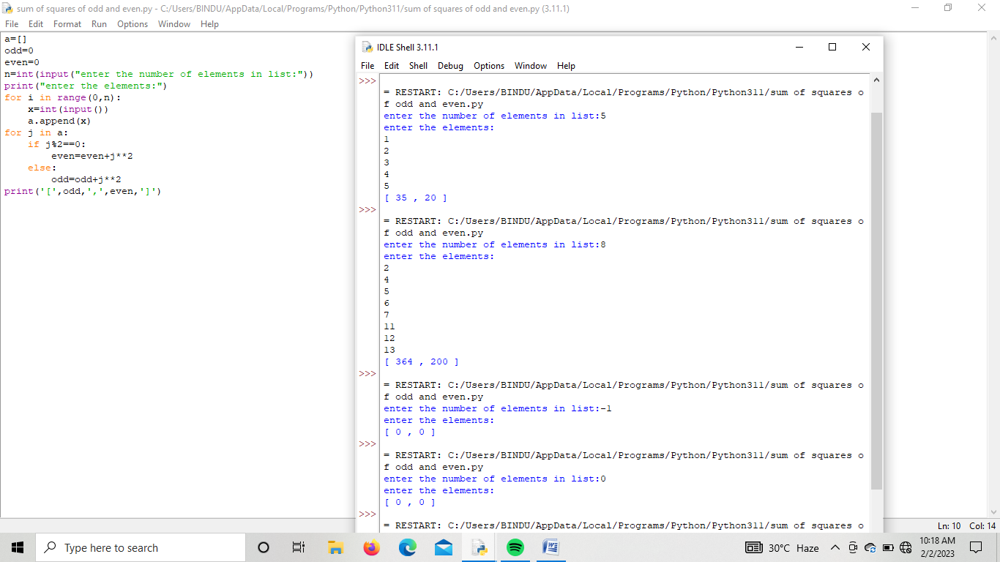 sum of squares of odd and even.py - C:/Users/BINDU/AppData/Local/Programs/Python/Python311/sum of squares of odd and even.py (3.11.1)
File Edit Format Run Options Window Help
a=[]
odd=0
even=0
n=int(input("enter the number of elements in list:"))
print("enter the elements:")
for i in range(0,n):
    x=int(input())
    a.append(x)
for j in a:
    if j%2==0:
        even=even+j**2
    else:
        odd=odd+j**2
print('[',odd,',',even,']')
IDLE Shell 3.11.1
File Edit Shell Debug Options Window Help
>>>
= RESTART: C:/Users/BINDU/AppData/Local/Programs/Python/Python311/sum of squares o
f odd and even.py
enter the number of elements in list:5
enter the elements:
1
2
3
4
5
[ 35 , 20 ]
>>>
= RESTART: C:/Users/BINDU/AppData/Local/Programs/Python/Python311/sum of squares o
f odd and even.py
enter the number of elements in list:8
enter the elements:
2
4
5
6
7
11
12
13
[ 364 , 200 ]
>>>
= RESTART: C:/Users/BINDU/AppData/Local/Programs/Python/Python311/sum of squares o
f odd and even.py
enter the number of elements in list:-1
enter the elements:
[ 0 , 0 ]
>>>
= RESTART: C:/Users/BINDU/AppData/Local/Programs/Python/Python311/sum of squares o
f odd and even.py
enter the number of elements in list:0
enter the elements:
[ 0 , 0 ]
>>>
= RESTART: C:/Users/BINDU/AppData/Local/Programs/Python/Python311/sum of squares o
Ln: 10 Col: 14
Type here to search
30°C Haze
10:18 AM
2/2/2023